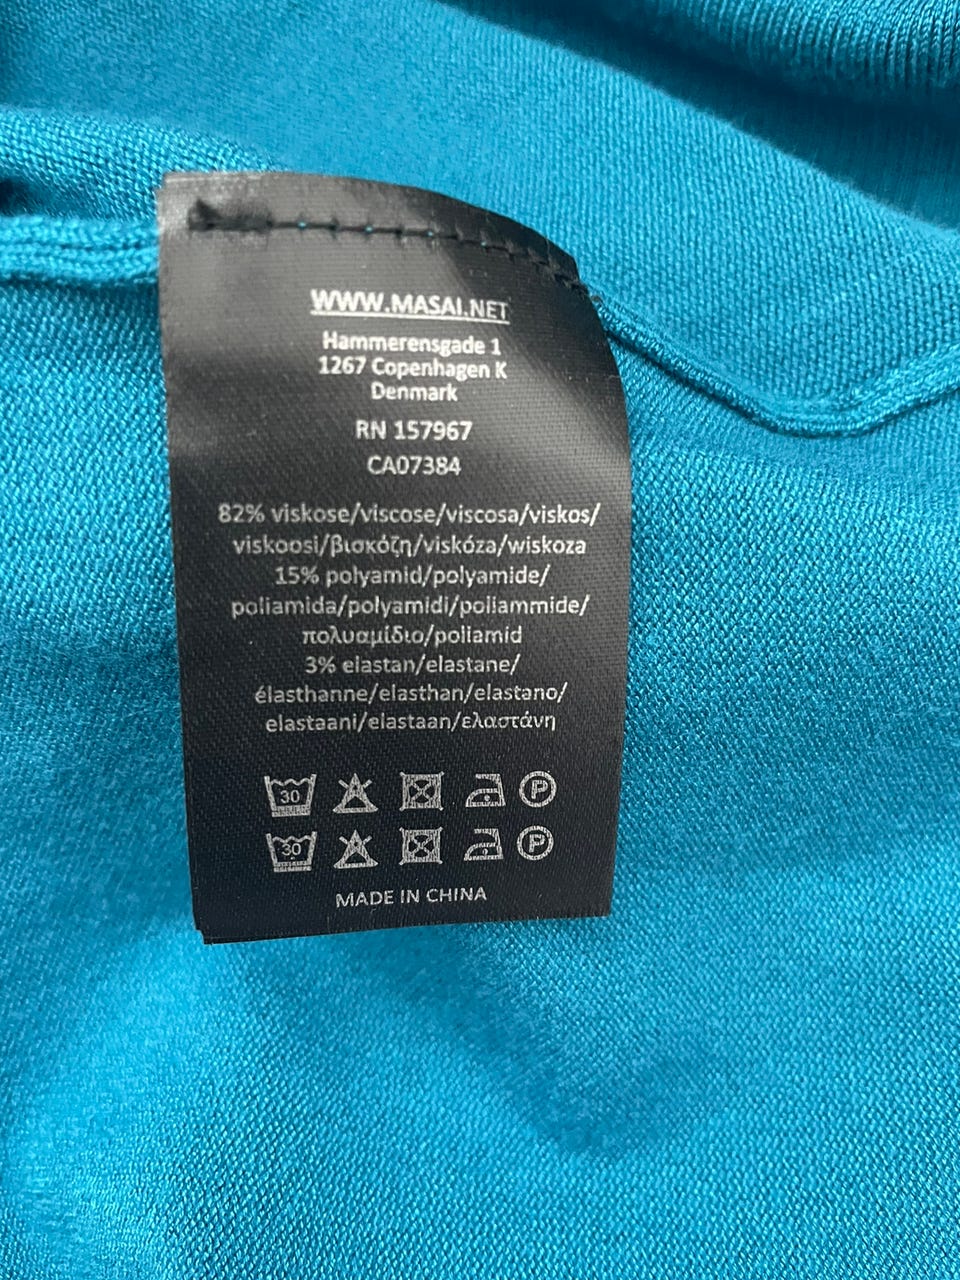 WWW.MASAI.NET
Hammerensgade 1
1267 Copenhagen K
Denmark
RN 157967
CA07384
82% viskose/viscose/viscosa/viskos/
viskoosi/βισκόζη/viskóza/wiskoza
15% polyamid/polyamide/
poliamida/polyamidi/poliammide/
πολυαμίδιο/poliamid
3% elastan/elastane/
élasthanne/elasthan/elastano/
elastaani/elastaan/ελαστάνη
30 P
30 P
MADE IN CHINA